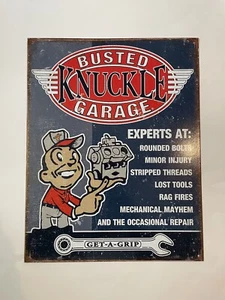 BUSTED
KNUCKLE
GARAGE
EXPERTS AT:
ROUNDED BOLTS
MINOR INJURY
STRIPPED THREADS
LOST TOOLS
RAG FIRES
MECHANICAL MAYHEM
AND THE OCCASIONAL REPAIR
GET-A-GRIP